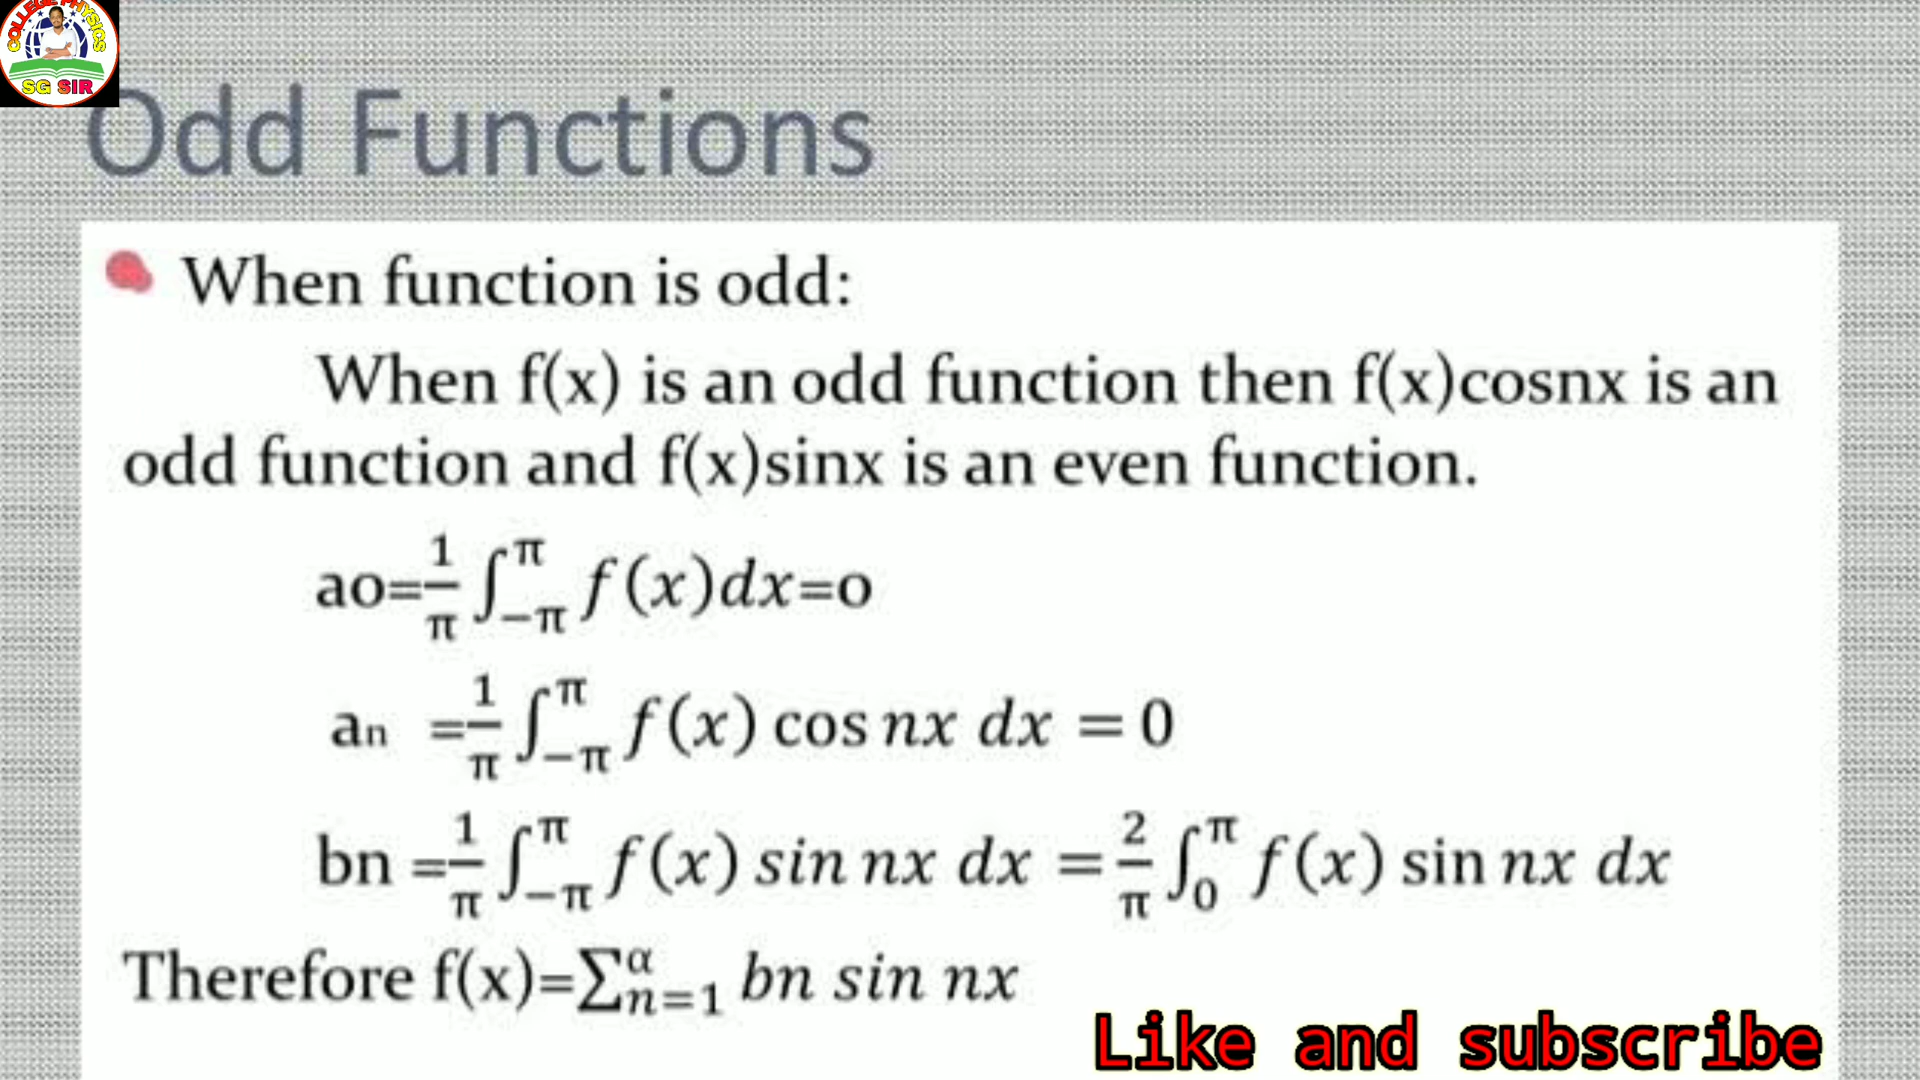 COLLEGE PHYSICS
SG SIR
Odd Functions
When function is odd:
When f(x) is an odd function then f(x)cosnx is an
odd function and f(x)sinx is an even function.
ao=1/π ∫_{-π}^{π} f(x)dx=0
an =1/π ∫_{-π}^{π} f(x) cos nx dx = 0
bn =1/π ∫_{-π}^{π} f(x) sin nx dx =2/π ∫_0^π f(x) sin nx dx
Therefore f(x)=∑_{n=1}^{α} bn sin nx
Like and subscribe